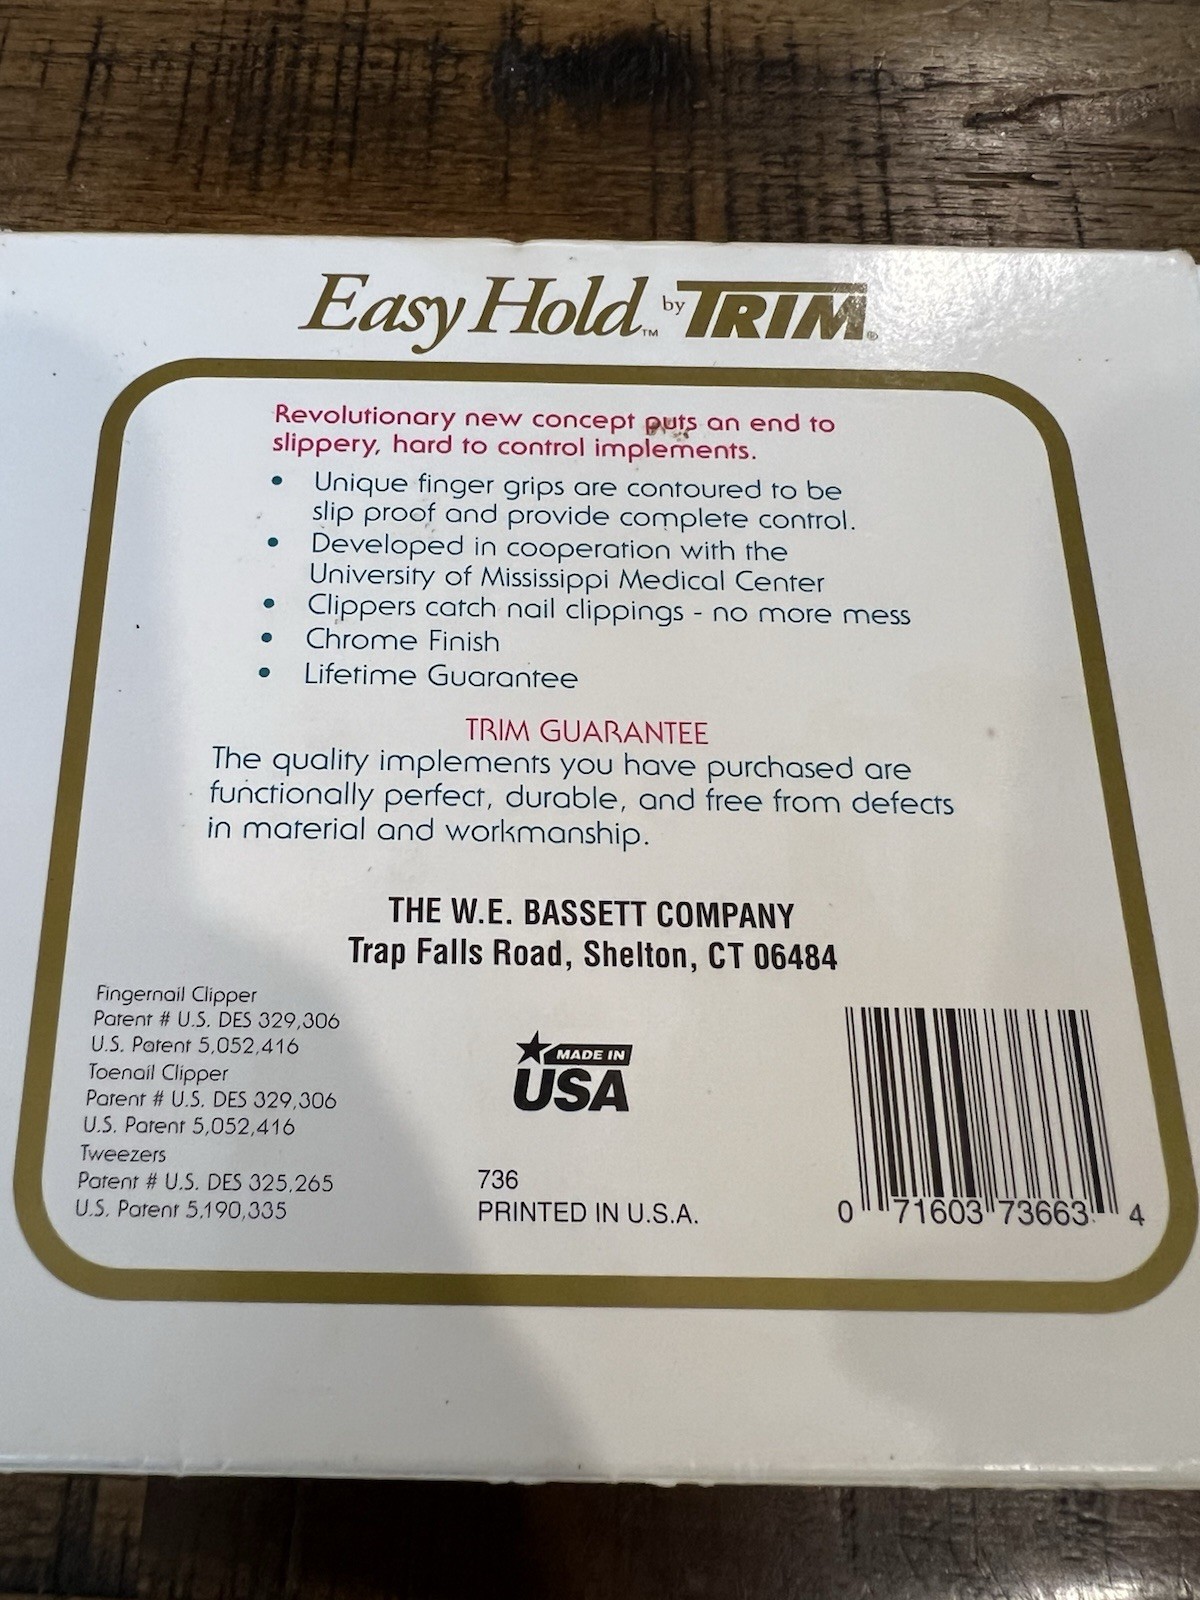 Easy Hold™ by TRIM®
Revolutionary new concept puts an end to
slippery, hard to control implements.
• Unique finger grips are contoured to be
slip proof and provide complete control.
• Developed in cooperation with the
University of Mississippi Medical Center
• Clippers catch nail clippings - no more mess
• Chrome Finish
• Lifetime Guarantee
TRIM GUARANTEE
The quality implements you have purchased are
functionally perfect, durable, and free from defects
in material and workmanship.
THE W.E. BASSETT COMPANY
Trap Falls Road, Shelton, CT 06484
Fingernail Clipper
Patent # U.S. DES 329,306
U.S. Patent 5,052,416
Toenail Clipper
Patent # U.S. DES 329,306
U.S. Patent 5,052,416
Tweezers
Patent # U.S. DES 325,265
U.S. Patent 5,190,335
MADE IN
USA
736
PRINTED IN U.S.A.
0 71603 73663 4